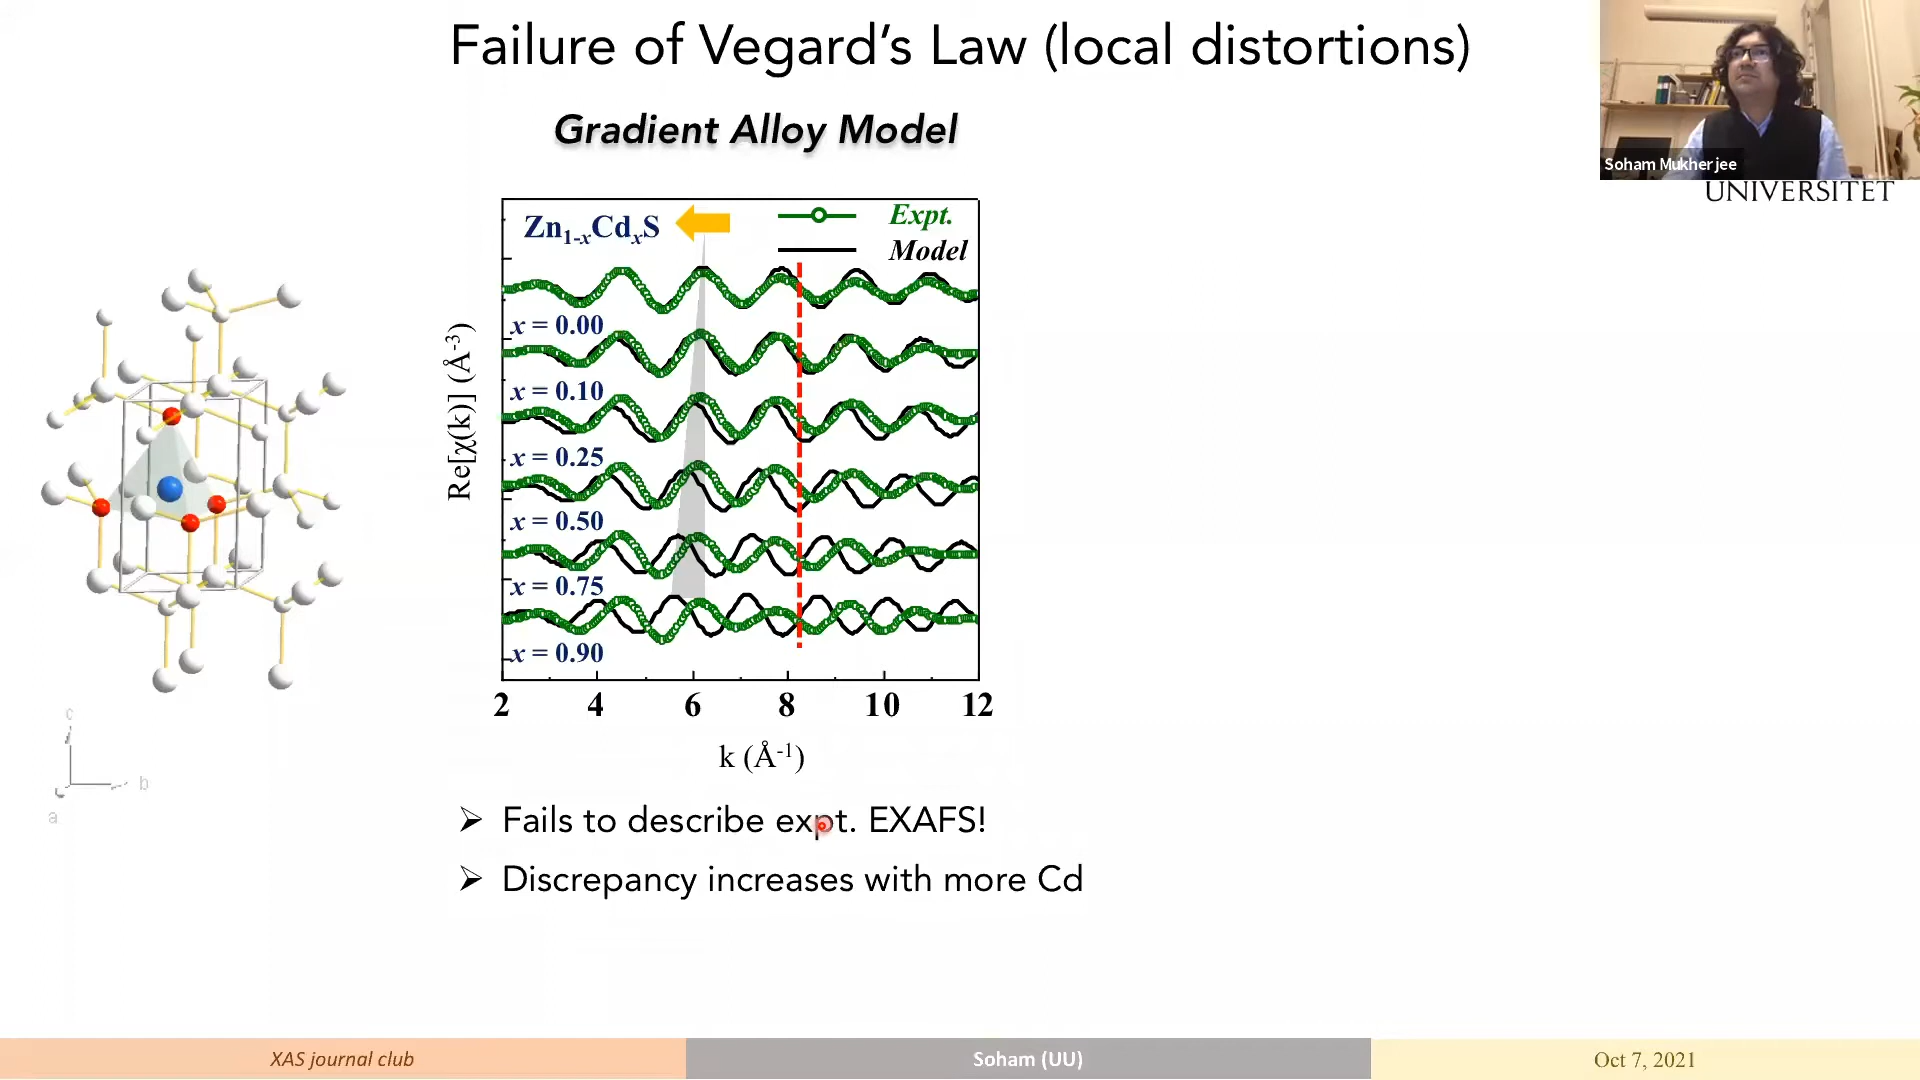 Failure of Vegard's Law (local distortions)
Gradient Alloy Model
Soham Mukherjee
UNIVERSITET
Zn1-xCdxS
Expt.
Model
x = 0.00
x = 0.10
x = 0.25
x = 0.50
x = 0.75
x = 0.90
Re[χ(k)] (Å-3)
2 4 6 8 10 12
k (Å-1)
c
b
a
➢ Fails to describe expt. EXAFS!
➢ Discrepancy increases with more Cd
XAS journal club
Soham (UU)
Oct 7, 2021